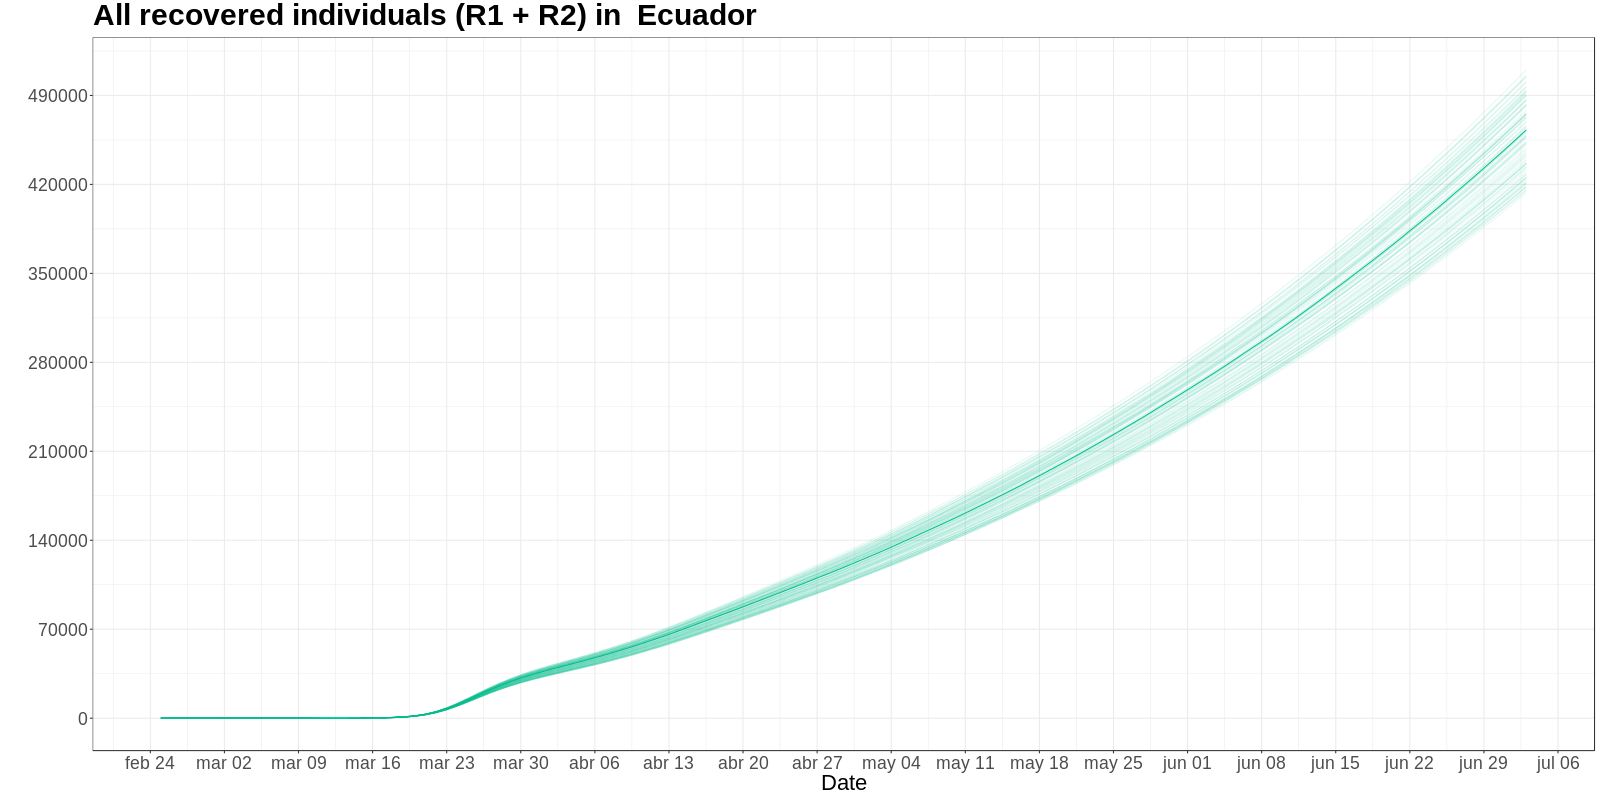 All recovered individuals (R1 + R2) in  Ecuador
490000
420000
350000
280000
210000
140000
70000
0
feb 24 mar 02 mar 09 mar 16 mar 23 mar 30 abr 06 abr 13 abr 20 abr 27 may 04 may 11 may 18 may 25 jun 01 jun 08 jun 15 jun 22 jun 29 jul 06
Date